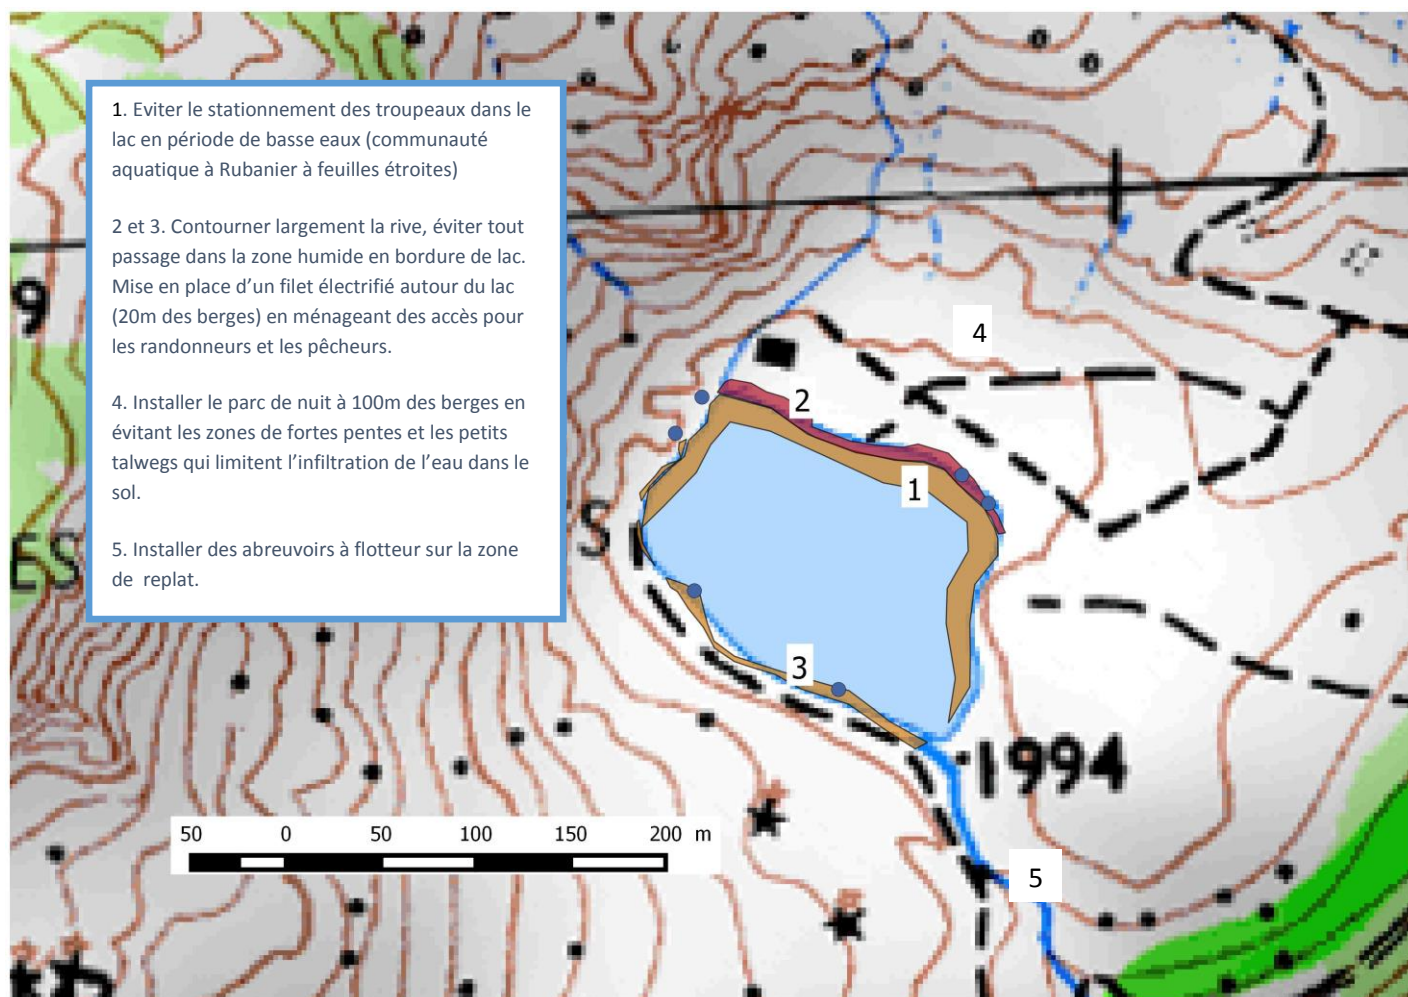 1. Eviter le stationnement des troupeaux dans le
lac en période de basse eaux (communauté
aquatique à Rubanier à feuilles étroites)
2 et 3. Contourner largement la rive, éviter tout
passage dans la zone humide en bordure de lac.
Mise en place d’un filet électrifié autour du lac
(20m des berges) en ménageant des accès pour
les randonneurs et les pêcheurs.
4. Installer le parc de nuit à 100m des berges en
évitant les zones de fortes pentes et les petits
talwegs qui limitent l’infiltration de l’eau dans le
sol.
5. Installer des abreuvoirs à flotteur sur la zone
de replat.
9
4
2
1
ES
S
3
1994
50 0 50 100 150 200 m
5